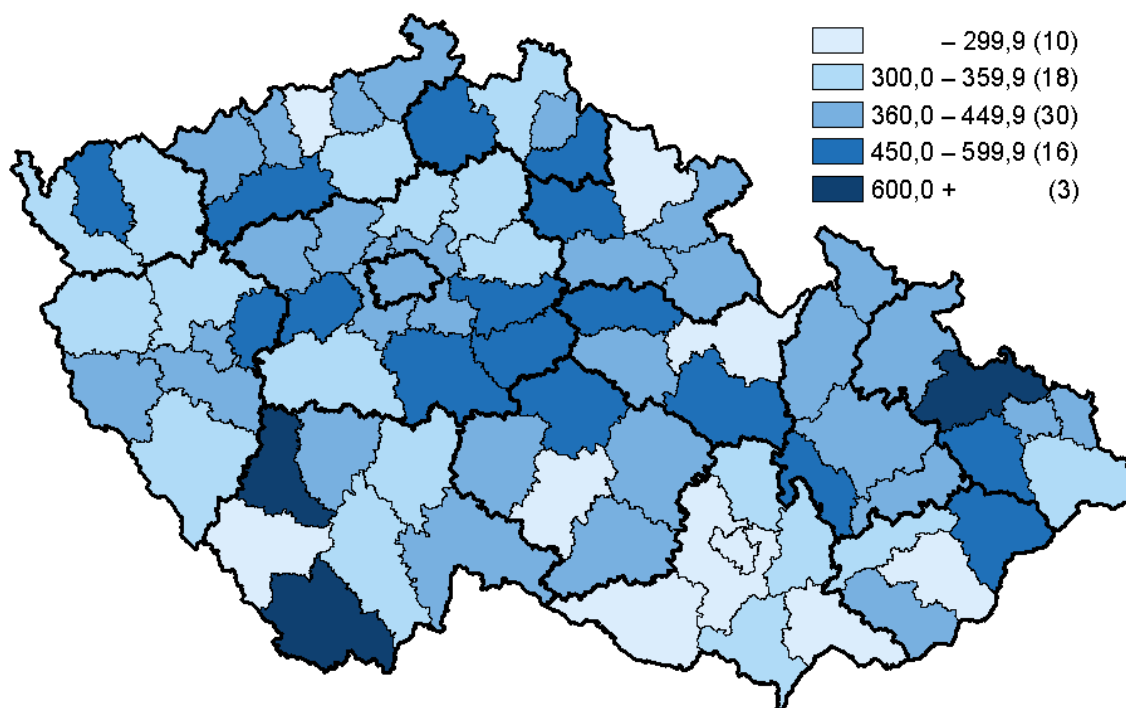 – 299,9 (10)
300,0 – 359,9 (18)
360,0 – 449,9 (30)
450,0 – 599,9 (16)
600,0 + (3)